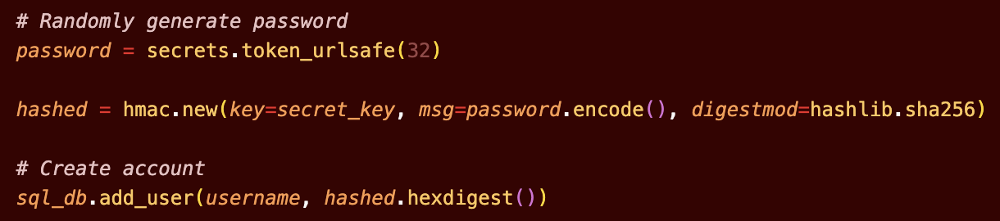 # Randomly generate password
password = secrets.token_urlsafe(32)
hashed = hmac.new(key=secret_key, msg=password.encode(), digestmod=hashlib.sha256)
# Create account
sql_db.add_user(username, hashed.hexdigest())